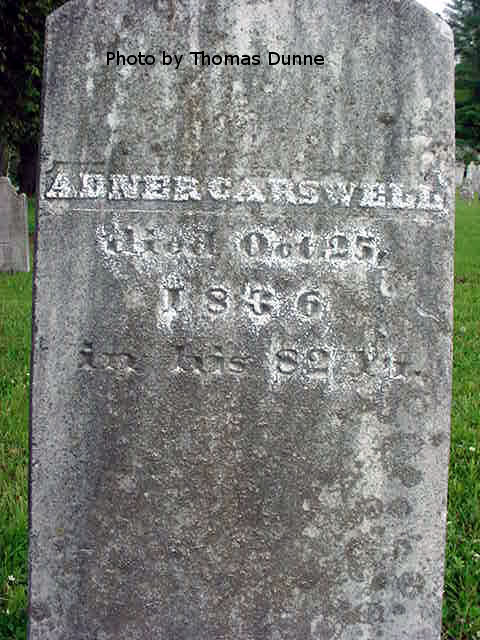 Photo by Thomas Dunne
ABNER CARSWELL
died Oct 25,
1836
in his 82 Yr.